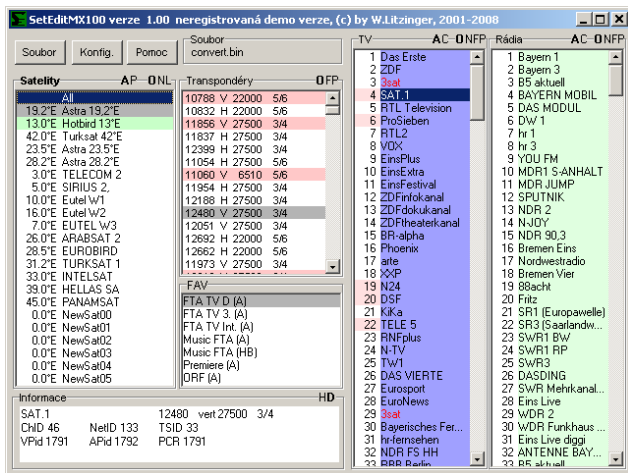 SetEditMX100 verze 1.00 neregistrovaná demo verze, (c) by W.Litzinger, 2001-2008
Soubor Konfig. Pomoc
Soubor
convert.bin
Satelity AP ONL
All
19.2°E Astra 19,2°E
13.0°E Hotbird 13°E
42.0°E Turksat 42°E
23.5°E Astra 23.5°E
28.2°E Astra 28.2°E
3.0°E TELECOM 2
5.0°E SIRIUS 2,
10.0°E Eutel W1
16.0°E Eutel W2
7.0°E EUTEL W3
26.0°E ARABSAT 2
28.5°E EUROBIRD
31.2°E TURKSAT 1
33.0°E INTELSAT
39.0°E HELLAS SA
45.0°E PANAMSAT
0.0°E NewSat00
0.0°E NewSat01
0.0°E NewSat02
0.0°E NewSat03
0.0°E NewSat04
0.0°E NewSat05
Transpondéry OFP
10788 V 22000 5/6
10832 H 22000 5/6
11856 V 27500 3/4
11837 H 27500 3/4
12399 H 27500 3/4
11054 H 27500 5/6
11060 V 6510 5/6
11954 H 27500 3/4
12188 H 27500 3/4
12480 V 27500 3/4
12051 V 27500 3/4
12692 H 22000 5/6
12662 H 22000 5/6
11973 V 27500 3/4
FAV
FTA TV D (A)
FTA TV 3. (A)
FTA TV Int. (A)
Music FTA (A)
Music FTA (HB)
Premiere (A)
ORF (A)
TV AC ONFP
1 Das Erste
2 ZDF
3 3sat
4 SAT.1
5 RTL Television
6 ProSieben
7 RTL2
8 VOX
9 EinsPlus
10 EinsExtra
11 EinsFestival
12 ZDFinfokanal
13 ZDFdokukanal
14 ZDFtheaterkanal
15 BR-alpha
16 Phoenix
17 arte
18 XXP
19 N24
20 DSF
21 KiKa
22 TELE 5
23 RNFplus
24 N-TV
25 TW1
26 DAS VIERTE
27 Eurosport
28 EuroNews
29 3sat
30 Bayerisches Fer...
31 hr-fernsehen
32 NDR FS HH
33 RBB Berlin
Rádia AC ONFP
1 Bayern 1
2 Bayern 3
3 B5 aktuell
4 BAYERN MOBIL
5 DAS MODUL
6 DW 1
7 hr 1
8 hr 3
9 YOU FM
10 MDR1 S-ANHALT
11 MDR JUMP
12 SPUTNIK
13 NDR 2
14 N-JOY
15 NDR 90,3
16 Bremen Eins
17 Nordwestradio
18 Bremen Vier
19 88acht
20 Fritz
21 SR1 (Europawelle)
22 SR3 (Saarlandw...
23 SWR1 BW
24 SWR1 RP
25 SWR3
26 DASDING
27 SWR Mehrkanal...
28 Eins Live
29 WDR 2
30 WDR Funkhaus ...
31 Eins Live diggi
32 ANTENNE BAY...
33 B5 aktuell
Informace HD
SAT.1 12480 vert 27500 3/4
ChID 46 NetID 133 TSID 33
VPid 1791 APid 1792 PCR 1791